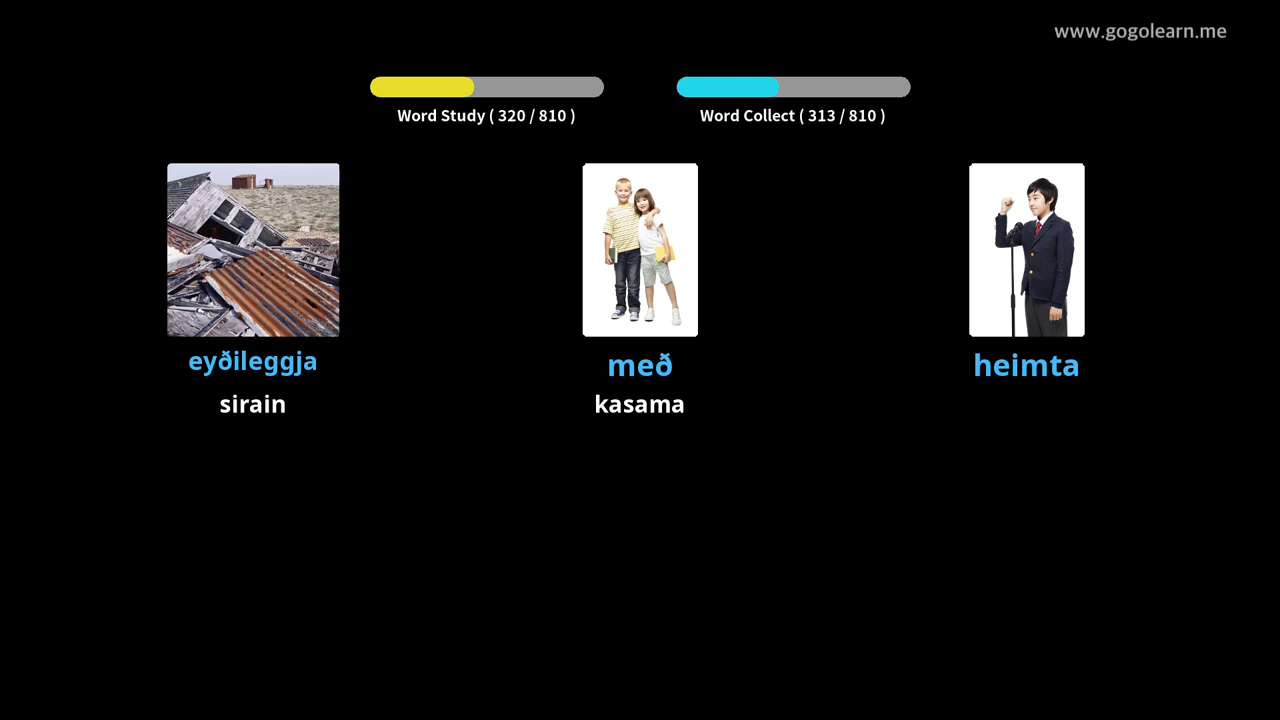 www.gogolearn.me
Word Study ( 320 / 810 )
Word Collect ( 313 / 810 )
eyðileggja
með
heimta
sirain
kasama